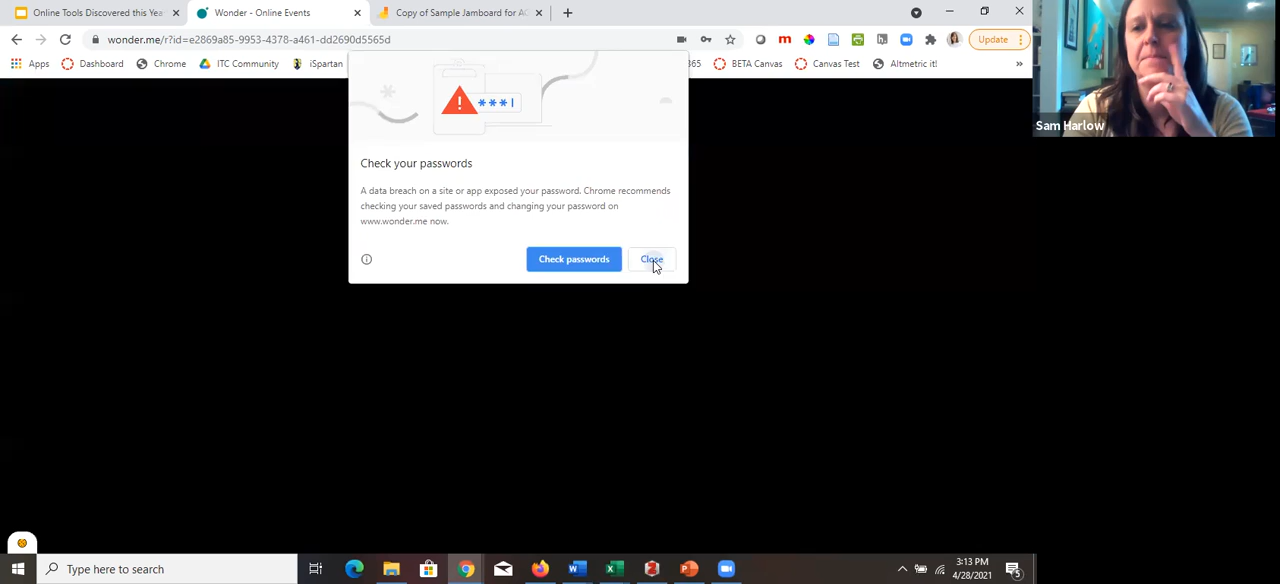 Online Tools Discovered this Yea
Wonder - Online Events
Copy of Sample Jamboard for AC
wonder.me/r?id=e2869a85-9953-4378-a461-dd2690d5565d
Update
Apps
Dashboard
Chrome
ITC Community
iSpartan
365
BETA Canvas
Canvas Test
Altmetric it!
»
Sam Harlow
***|
Check your passwords
A data breach on a site or app exposed your password. Chrome recommends
checking your saved passwords and changing your password on
www.wonder.me now.
Check passwords
Close
Type here to search
3:13 PM
4/28/2021
5